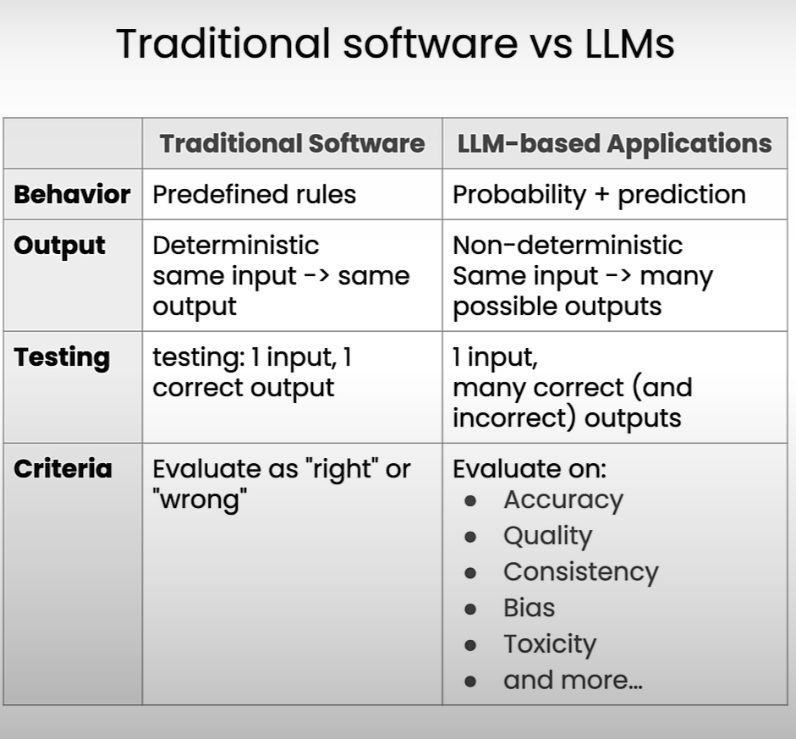 Traditional software vs LLMs
Traditional Software
LLM-based Applications
Behavior
Predefined rules
Probability + prediction
Output
Deterministic
same input -> same
output
Non-deterministic
Same input -> many
possible outputs
Testing
testing: 1 input, 1
correct output
1 input,
many correct (and
incorrect) outputs
Criteria
Evaluate as "right" or
"wrong"
Evaluate on:
● Accuracy
● Quality
● Consistency
● Bias
● Toxicity
● and more...